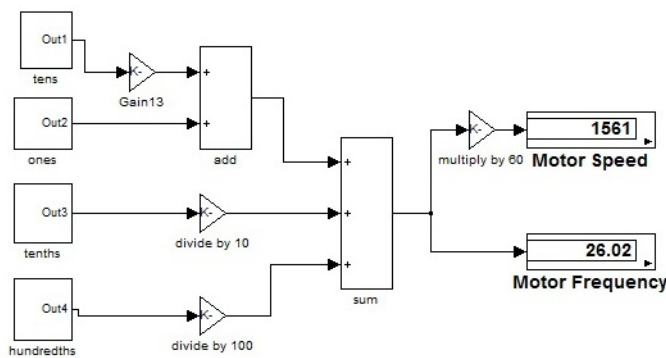 Out1
tens
K-
Gain13
+
+
add
Out2
ones
Out3
tenths
K-
divide by 10
Out4
hundredths
K-
divide by 100
+
+
+
sum
K-
multiply by 60
1561
Motor Speed
26.02
Motor Frequency